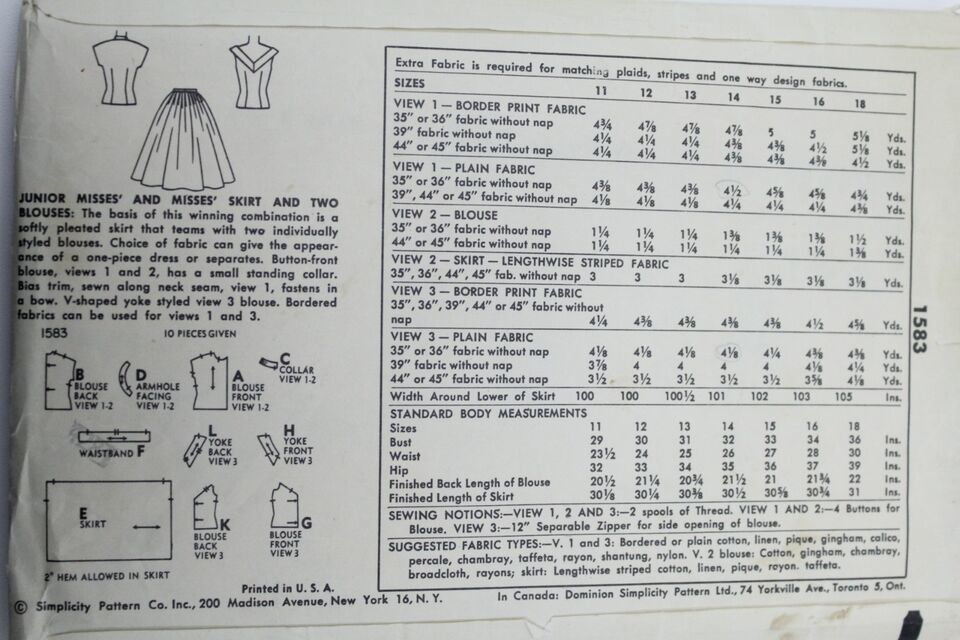 JUNIOR MISSES' AND MISSES' SKIRT AND TWO
BLOUSES: The basis of this winning combination is a
softly pleated skirt that teams with two individually
styled blouses. Choice of fabric can give the appear-
ance of a one-piece dress or separates. Button-front
blouse, views 1 and 2, has a small standing collar.
Bias trim, sewn along neck seam, view 1, fastens in
a bow. V-shaped yoke styled view 3 blouse. Bordered
fabrics can be used for views 1 and 3.
1583 10 PIECES GIVEN
B
BLOUSE
BACK
VIEW 1-2
D
ARMHOLE
FACING
VIEW 1-2
A
BLOUSE
FRONT
VIEW 1-2
C
COLLAR
VIEW 1-2
WAISTBAND F
L
YOKE
BACK
VIEW 3
H
YOKE
FRONT
VIEW 3
E
SKIRT
K
BLOUSE
BACK
VIEW 3
G
BLOUSE
FRONT
VIEW 3
2" HEM ALLOWED IN SKIRT
Printed in U. S. A.
© Simplicity Pattern Co. Inc., 200 Madison Avenue, New York 16, N. Y.
Extra Fabric is required for matching plaids, stripes and one way design fabrics.
SIZES 11 12 13 14 15 16 18
VIEW 1 — BORDER PRINT FABRIC
35" or 36" fabric without nap 4¾ 4⅞ 4⅞ 4⅞ 5 5 5⅛ Yds.
39" fabric without nap 4¼ 4¼ 4¼ 4⅜ 4⅜ 4½ 5⅛ Yds.
44" or 45" fabric without nap 4¼ 4¼ 4¼ 4⅜ 4⅜ 4⅜ 4½ Yds.
VIEW 1 — PLAIN FABRIC
35" or 36" fabric without nap 4⅜ 4⅜ 4⅜ 4½ 4⅝ 4⅝ 4¾ Yds.
39", 44" or 45" fabric without nap 4⅛ 4⅛ 4⅛ 4¼ 4¼ 4¼ 4⅜ Yds.
VIEW 2 — BLOUSE
35" or 36" fabric without nap 1¼ 1¼ 1¼ 1⅜ 1⅜ 1⅜ 1½ Yds.
44" or 45" fabric without nap 1¼ 1¼ 1¼ 1¼ 1¼ 1¼ 1⅜ Yds.
VIEW 2 — SKIRT — LENGTHWISE STRIPED FABRIC
35", 36", 44", 45" fab. without nap 3 3 3 3⅛ 3⅛ 3⅛ 3⅛ Yds.
VIEW 3 — BORDER PRINT FABRIC
35", 36", 39", 44" or 45" fabric without
nap 4¼ 4⅜ 4⅜ 4⅜ 4⅜ 4½ 4⅝ Yds.
VIEW 3 — PLAIN FABRIC
35" or 36" fabric without nap 4⅛ 4⅛ 4⅛ 4⅛ 4¼ 4⅜ 4⅜ Yds.
39" fabric without nap 3⅞ 4 4 4 4 4⅛ 4¼ Yds.
44" or 45" fabric without nap 3½ 3½ 3½ 3½ 3½ 3⅝ 4⅛ Yds.
Width Around Lower of Skirt 100 100 100½ 101 102 103 105 Ins.
STANDARD BODY MEASUREMENTS
Sizes 11 12 13 14 15 16 18
Bust 29 30 31 32 33 34 36 Ins.
Waist 23½ 24 25 26 27 28 30 Ins.
Hip 32 33 34 35 36 37 39 Ins.
Finished Back Length of Blouse 20½ 21¼ 20¾ 21½ 21 21¾ 22 Ins.
Finished Length of Skirt 30⅛ 30¼ 30⅜ 30½ 30⅝ 30¾ 31 Ins.
SEWING NOTIONS:—VIEW 1, 2 AND 3:—2 spools of Thread. VIEW 1 AND 2:—4 Buttons for
Blouse. VIEW 3:—12" Separable Zipper for side opening of blouse.
SUGGESTED FABRIC TYPES:—V. 1 and 3: Bordered or plain cotton, linen, pique, gingham, calico,
percale, chambray, taffeta, rayon, shantung, nylon. V. 2 blouse: Cotton, gingham, chambray,
broadcloth, rayons; skirt: Lengthwise striped cotton, linen, pique, rayon. taffeta.
In Canada: Dominion Simplicity Pattern Ltd., 74 Yorkville Ave., Toronto 5, Ont.
1583